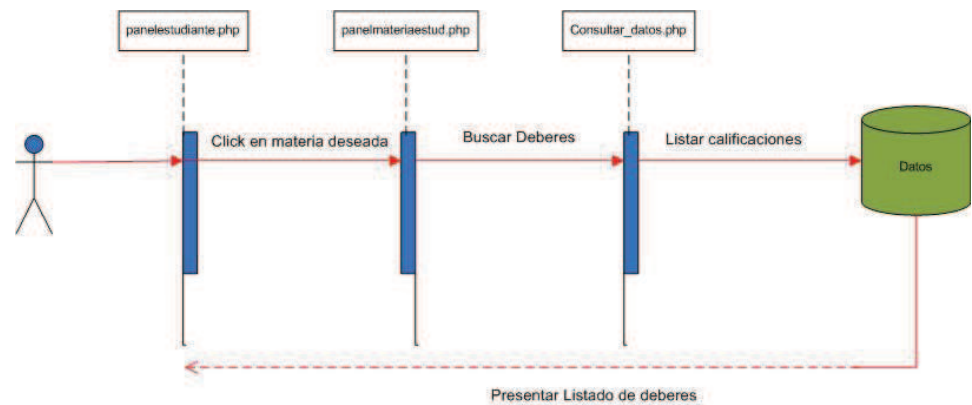 panelestudiante.php
panelmateriaestud.php
Consultar_datos.php
Click en materia deseada
Buscar Deberes
Listar calificaciones
Datos
Presentar Listado de deberes